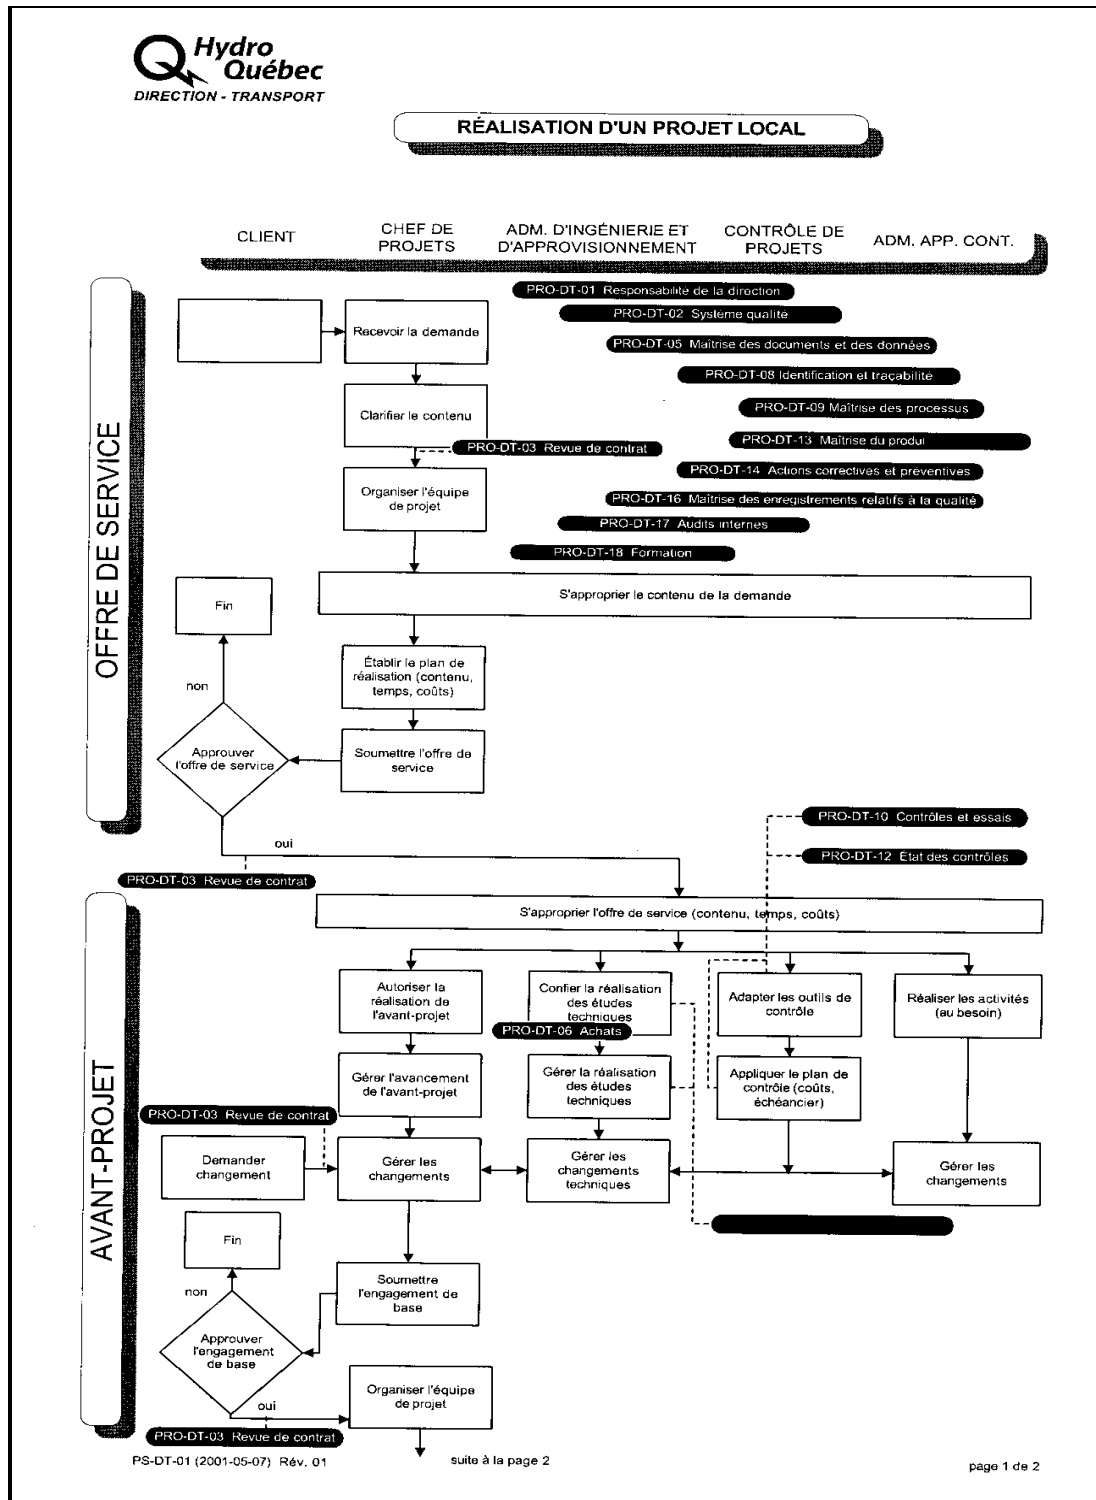 Hydro
Québec
DIRECTION - TRANSPORT
RÉALISATION D'UN PROJET LOCAL
CLIENT
CHEF DE
PROJETS
ADM. D'INGÉNIERIE ET
D'APPROVISIONNEMENT
CONTRÔLE DE
PROJETS
ADM. APP. CONT.
OFFRE DE SERVICE
PRO-DT-01 Responsabilité de la direction
PRO-DT-02 Système qualité
Recevoir la demande
PRO-DT-05 Maîtrise des documents et des données
PRO-DT-08 Identification et traçabilité
Clarifier le contenu
PRO-DT-09 Maîtrise des processus
PRO-DT-13 Maîtrise du produi
PRO-DT-03 Revue de contrat
PRO-DT-14 Actions correctives et préventives
Organiser l'équipe
de projet
PRO-DT-16 Maîtrise des enregistrements relatifs à la qualité
PRO-DT-17 Audits internes
PRO-DT-18 Formation
S'approprier le contenu de la demande
Fin
Établir le plan de
réalisation (contenu,
temps, coûts)
non
Approuver
l'offre de service
Soumettre l'offre de
service
oui
PRO-DT-10 Contrôles et essais
PRO-DT-12 État des contrôles
PRO-DT-03 Revue de contrat
AVANT-PROJET
S'approprier l'offre de service (contenu, temps, coûts)
Autoriser la
réalisation de
l'avant-projet
Confier la réalisation
des études
techniques
Adapter les outils de
contrôle
Réaliser les activités
(au besoin)
PRO-DT-06 Achats
Gérer l'avancement
de l'avant-projet
Gérer la réalisation
des études
techniques
Appliquer le plan de
contrôle (coûts,
échéancier)
PRO-DT-03 Revue de contrat
Demander
changement
Gérer les
changements
Gérer les
changements
techniques
Gérer les
changements
Fin
non
Soumettre
l'engagement de
base
Approuver
l'engagement
de base
Organiser l'équipe
de projet
oui
PRO-DT-03 Revue de contrat
PS-DT-01 (2001-05-07) Rév. 01
suite à la page 2
page 1 de 2